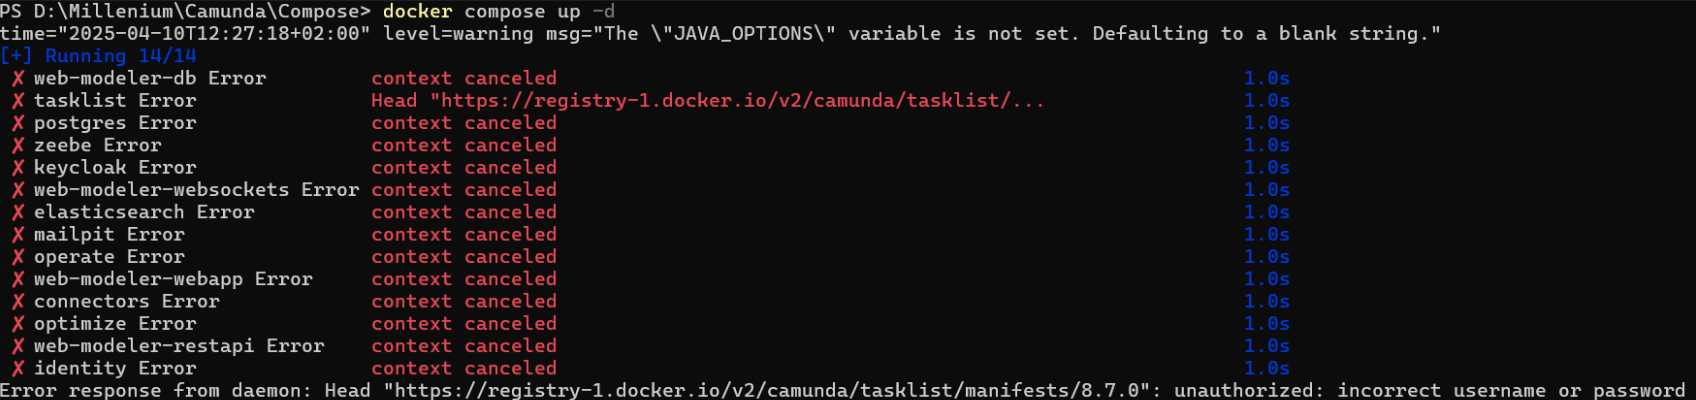 PS D:\Millenium\Camunda\Compose> docker compose up -d
time="2025-04-10T12:27:18+02:00" level=warning msg="The \"JAVA_OPTIONS\" variable is not set. Defaulting to a blank string."
[+] Running 14/14
✗ web-modeler-db Error context canceled 1.0s
✗ tasklist Error Head "https://registry-1.docker.io/v2/camunda/tasklist/... 1.0s
✗ postgres Error context canceled 1.0s
✗ zeebe Error context canceled 1.0s
✗ keycloak Error context canceled 1.0s
✗ web-modeler-websockets Error context canceled 1.0s
✗ elasticsearch Error context canceled 1.0s
✗ mailpit Error context canceled 1.0s
✗ operate Error context canceled 1.0s
✗ web-modeler-webapp Error context canceled 1.0s
✗ connectors Error context canceled 1.0s
✗ optimize Error context canceled 1.0s
✗ web-modeler-restapi Error context canceled 1.0s
✗ identity Error context canceled 1.0s
Error response from daemon: Head "https://registry-1.docker.io/v2/camunda/tasklist/manifests/8.7.0": unauthorized: incorrect username or password